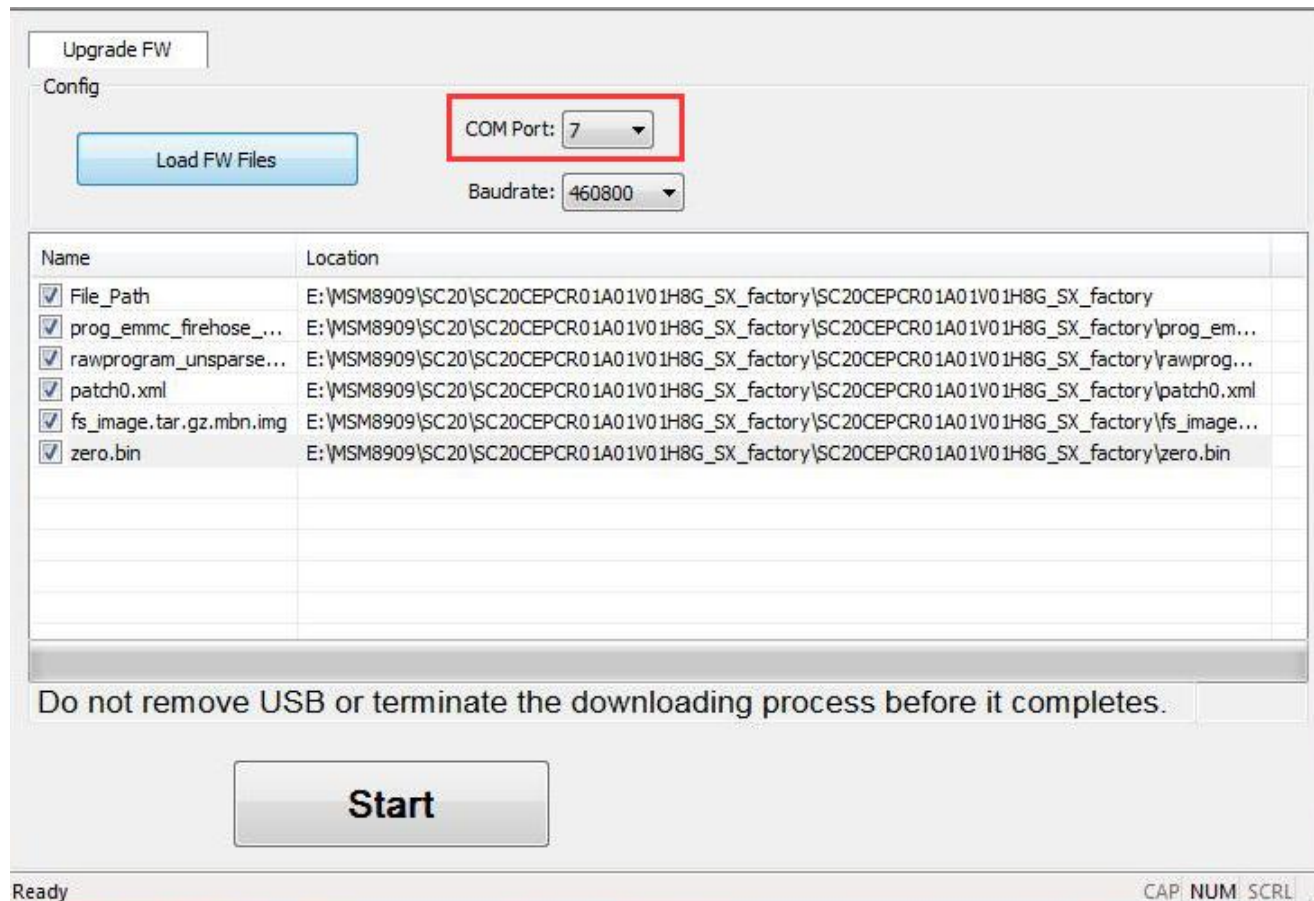 Upgrade FW
Config
Load FW Files
COM Port: 7
Baudrate: 460800
Name Location
File_Path E:\MSM8909\SC20\SC20CEPCR01A01V01H8G_SX_factory\SC20CEPCR01A01V01H8G_SX_factory
prog_emmc_firehose_... E:\MSM8909\SC20\SC20CEPCR01A01V01H8G_SX_factory\SC20CEPCR01A01V01H8G_SX_factory\prog_em...
rawprogram_unsparse... E:\MSM8909\SC20\SC20CEPCR01A01V01H8G_SX_factory\SC20CEPCR01A01V01H8G_SX_factory\rawprog...
patch0.xml E:\MSM8909\SC20\SC20CEPCR01A01V01H8G_SX_factory\SC20CEPCR01A01V01H8G_SX_factory\patch0.xml
fs_image.tar.gz.mbn.img E:\MSM8909\SC20\SC20CEPCR01A01V01H8G_SX_factory\SC20CEPCR01A01V01H8G_SX_factory\fs_image...
zero.bin E:\MSM8909\SC20\SC20CEPCR01A01V01H8G_SX_factory\SC20CEPCR01A01V01H8G_SX_factory\zero.bin
Do not remove USB or terminate the downloading process before it completes.
Start
Ready CAP NUM SCRL